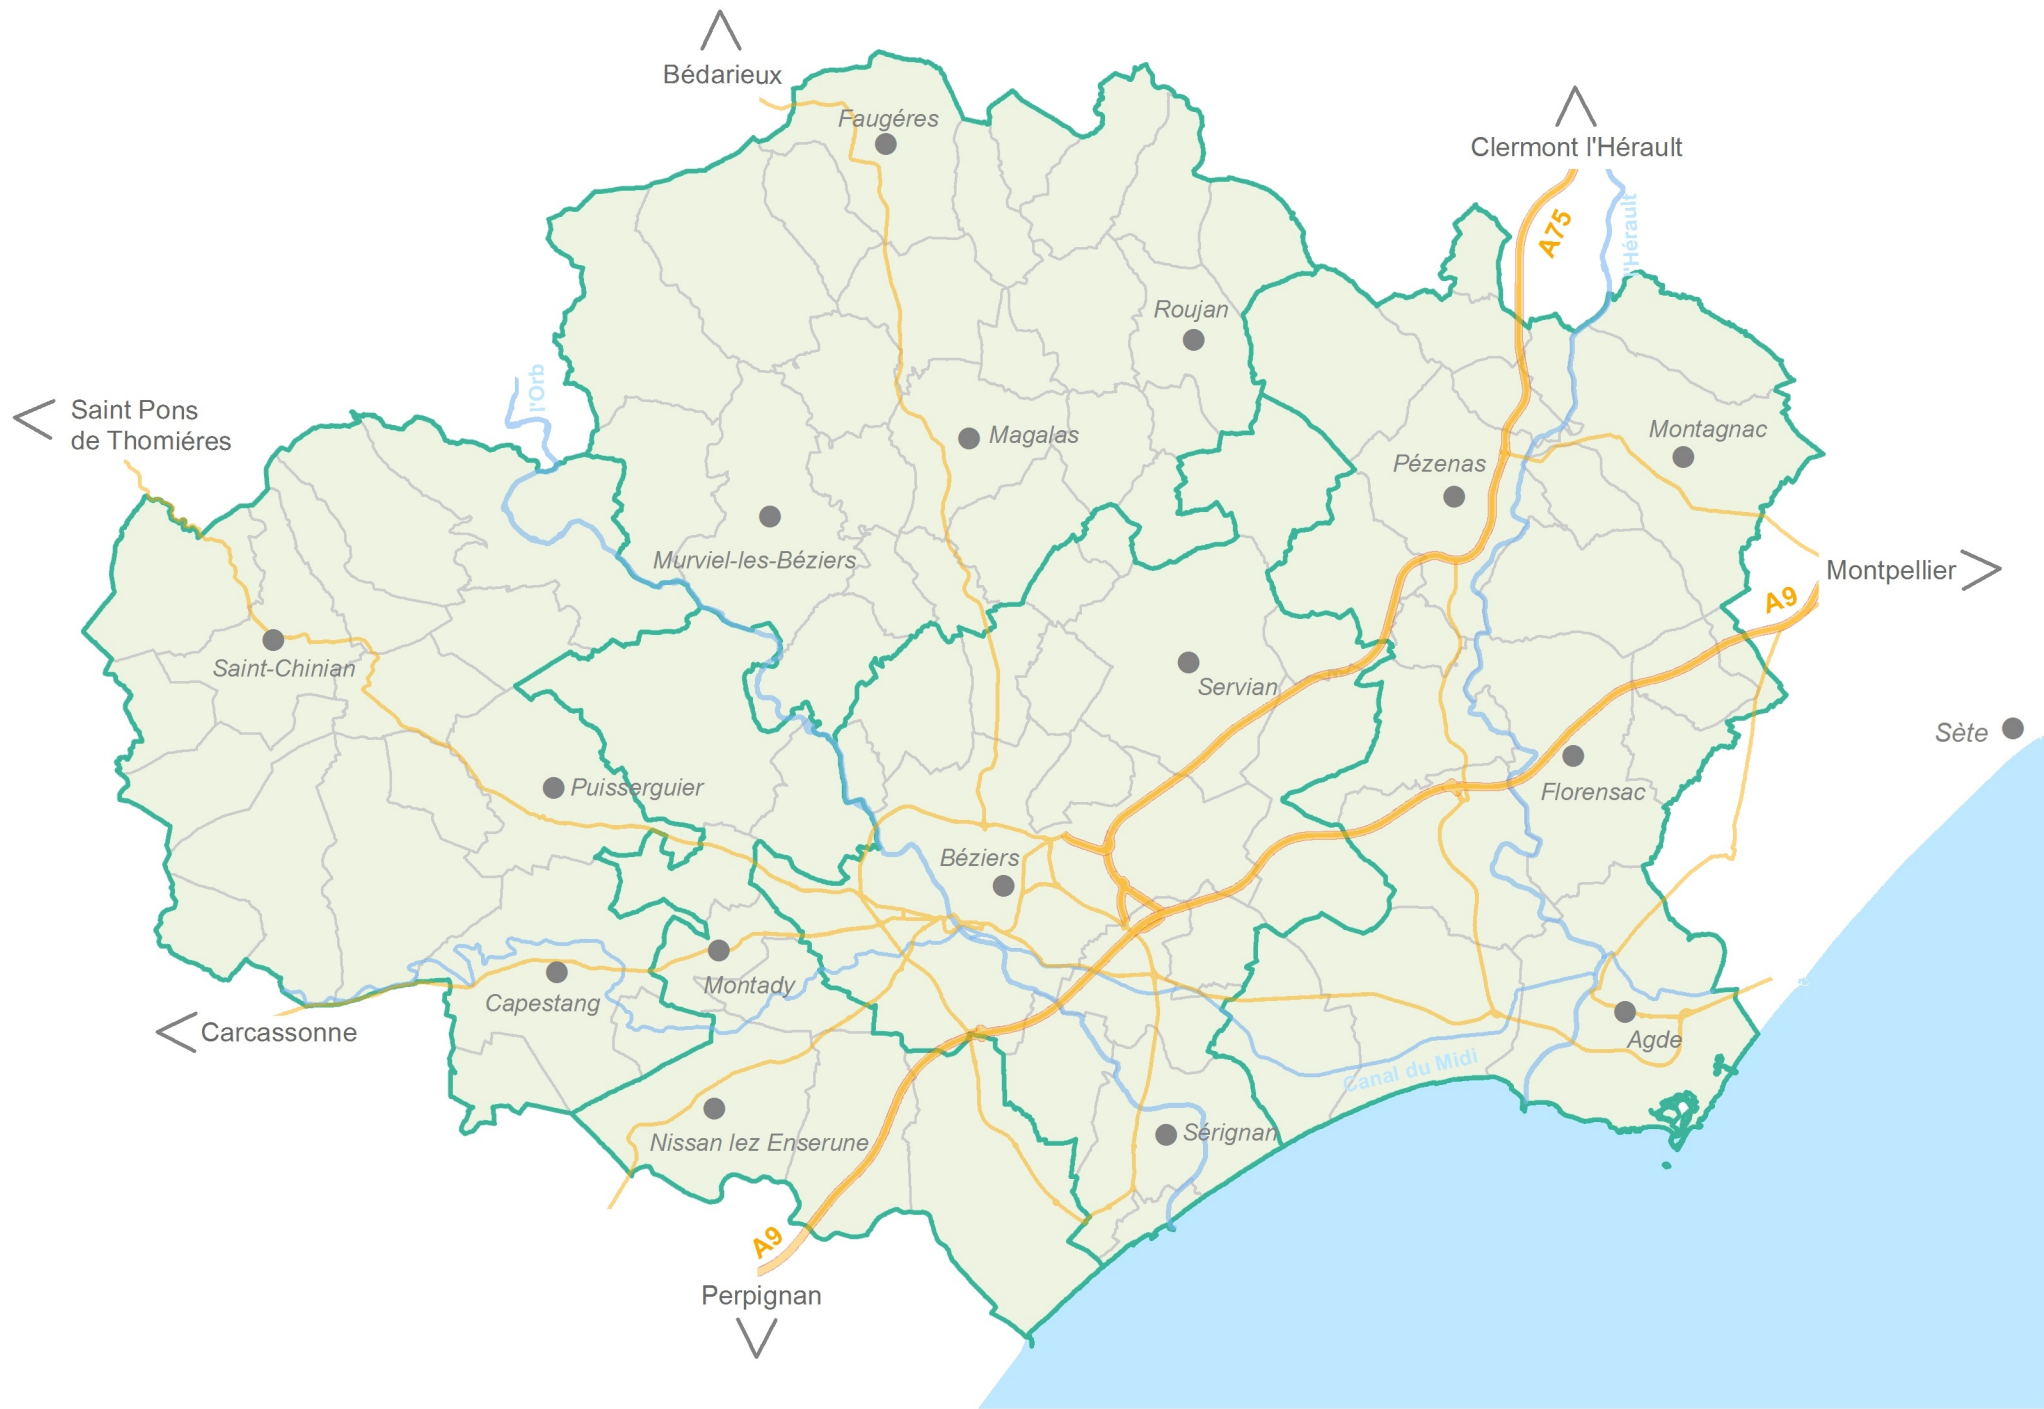 Bédarieux
Faugéres
Clermont l'Hérault
A75
l'Hérault
Roujan
l'Orb
Saint Pons
de Thomiéres
Magalas
Montagnac
Pézenas
Murviel-les-Béziers
Montpellier
A9
Saint-Chinian
Servian
Sète
Puisserguier
Florensac
Béziers
Montady
Capestang
Carcassonne
Agde
Canal du Midi
Nissan lez Enserune
Sérignan
A9
Perpignan